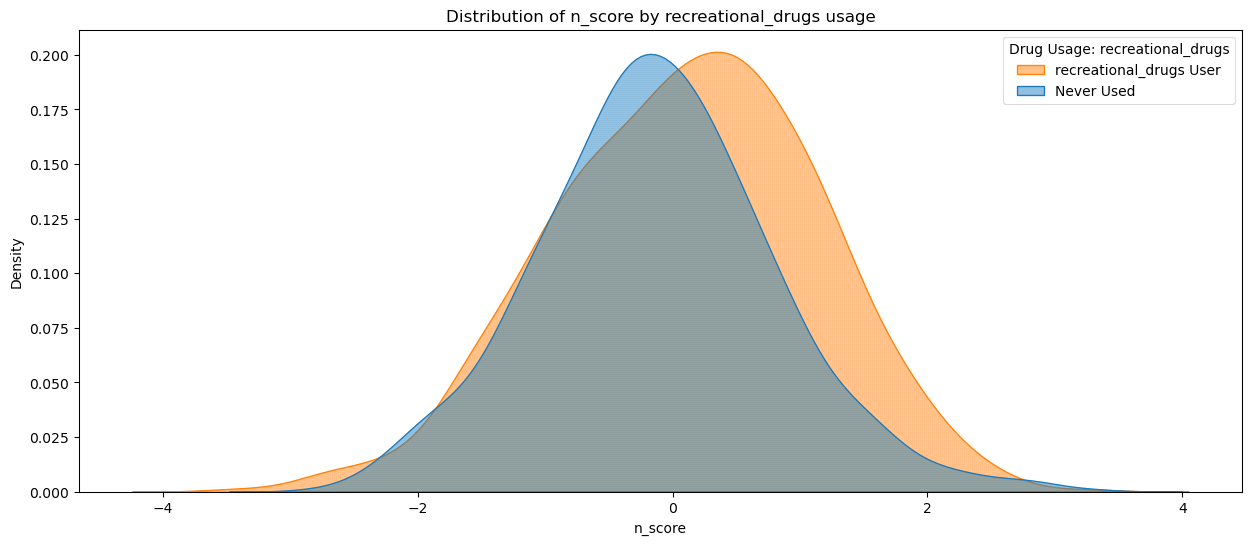 Distribution of n_score by recreational_drugs usage
Drug Usage: recreational_drugs
recreational_drugs User
Never Used
Density
0.200
0.175
0.150
0.125
0.100
0.075
0.050
0.025
0.000
−4
−2
0
2
4
n_score